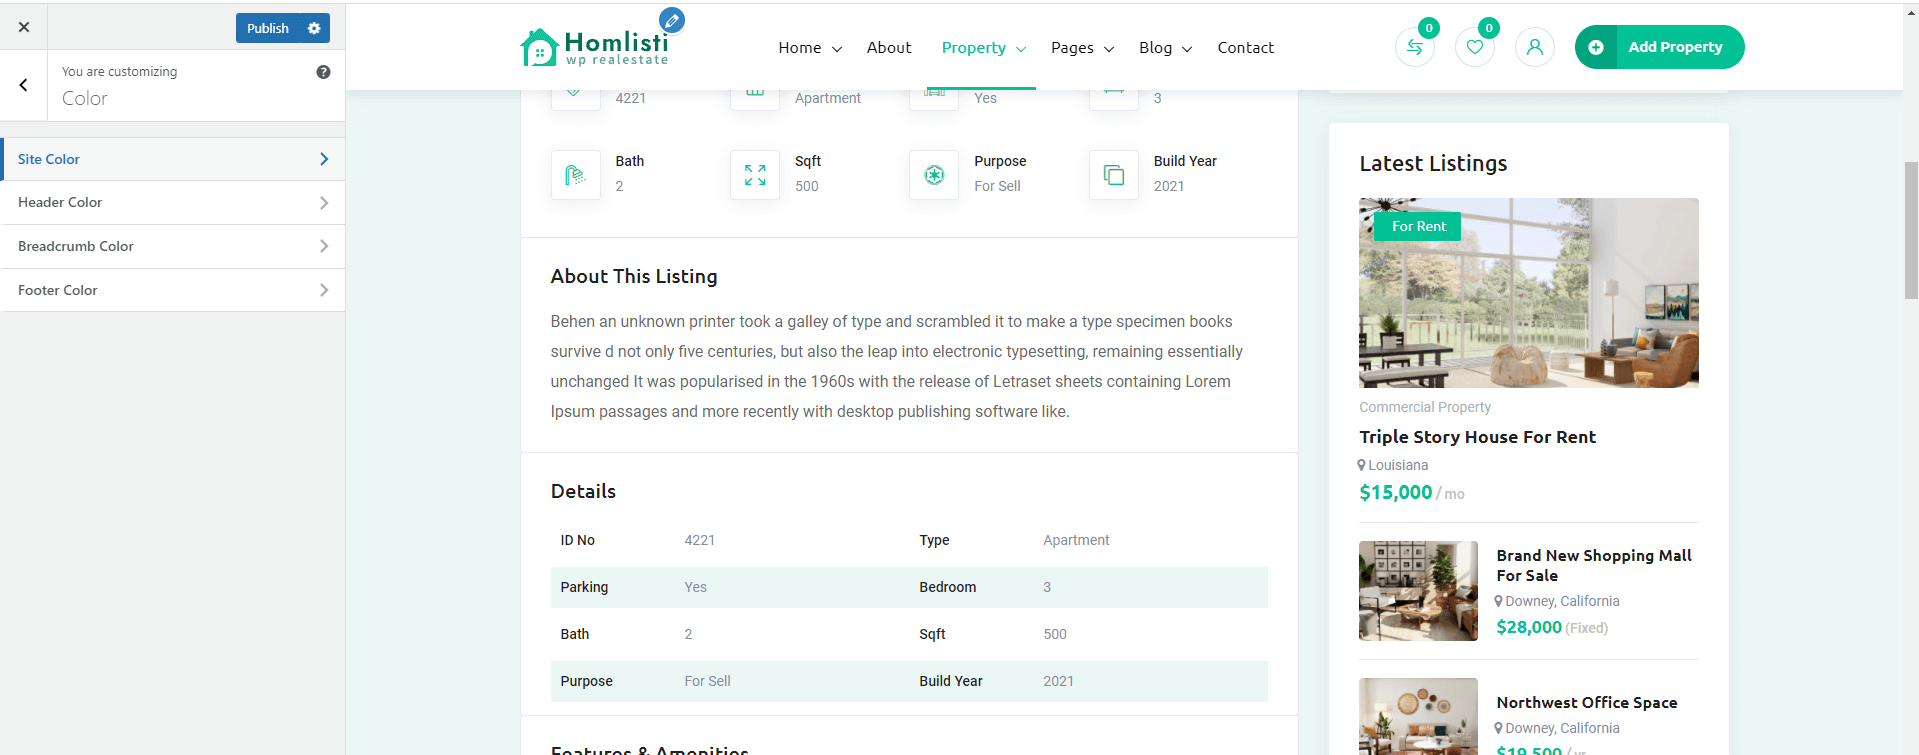 Publish
You are customizing
Color
Site Color
Header Color
Breadcrumb Color
Footer Color
Homlisti
wp realestate
Home
About
Property
Pages
Blog
Contact
0
0
Add Property
4221
Apartment
Yes
3
Bath
2
Sqft
500
Purpose
For Sell
Build Year
2021
About This Listing
Behen an unknown printer took a galley of type and scrambled it to make a type specimen books
survive d not only five centuries, but also the leap into electronic typesetting, remaining essentially
unchanged It was popularised in the 1960s with the release of Letraset sheets containing Lorem
Ipsum passages and more recently with desktop publishing software like.
Details
ID No 4221 Type Apartment
Parking Yes Bedroom 3
Bath 2 Sqft 500
Purpose For Sell Build Year 2021
Features & Amenities
Latest Listings
For Rent
Commercial Property
Triple Story House For Rent
Louisiana
$15,000 / mo
Brand New Shopping Mall
For Sale
Downey, California
$28,000 (Fixed)
Northwest Office Space
Downey, California
$19,500 / yr